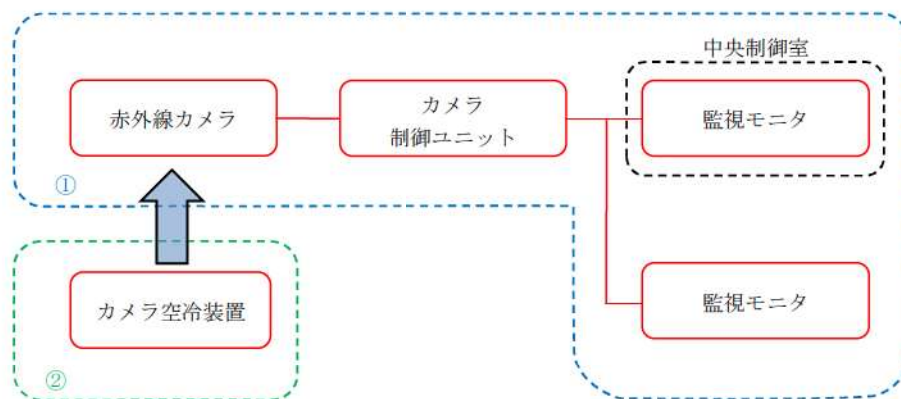 中央制御室
赤外線カメラ
カメラ
制御ユニット
監視モニタ
①
カメラ空冷装置
監視モニタ
②